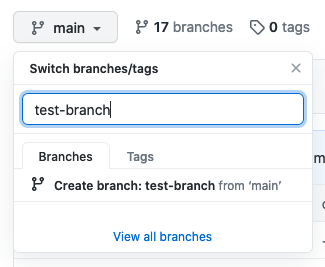 main 17 branches 0 tags
Switch branches/tags
test-branch
Branches Tags
Create branch: test-branch from ‘main’
View all branches